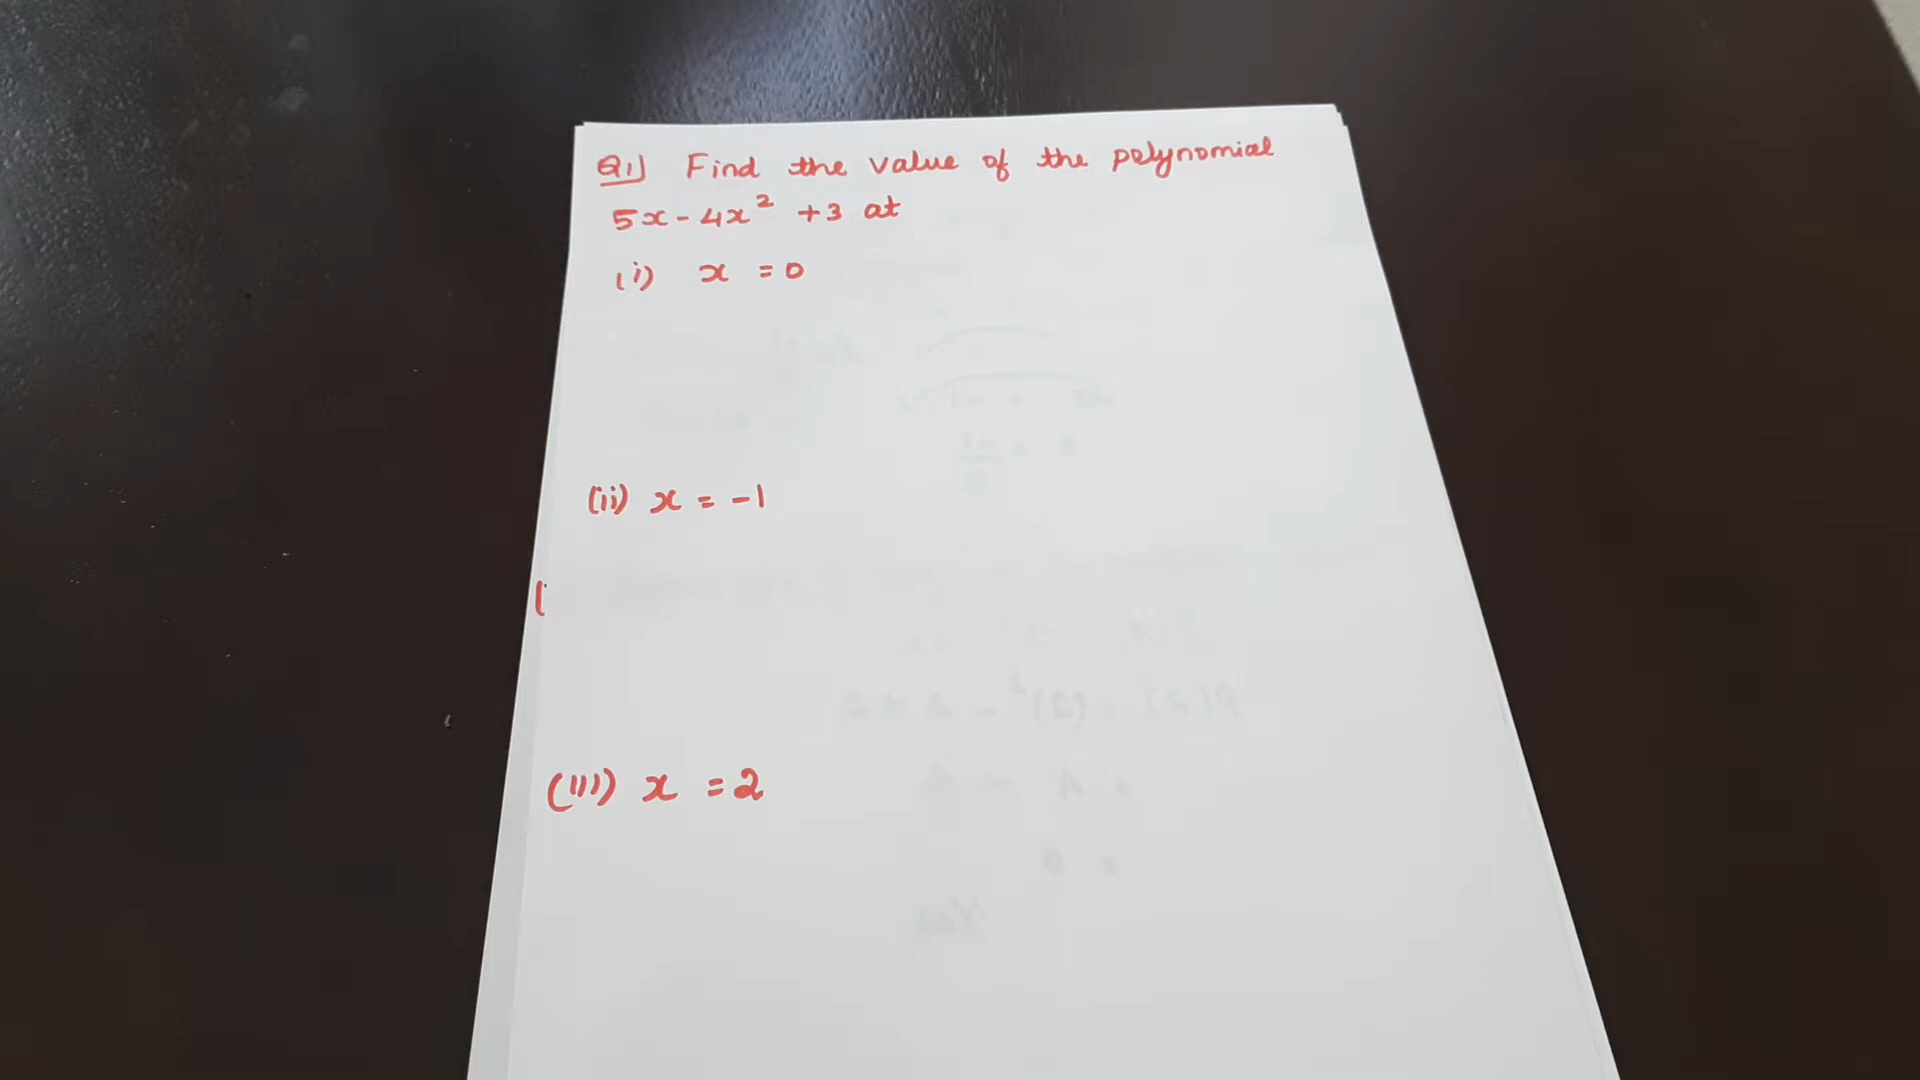 Q1) Find the value of the polynomial
5x - 4x² + 3 at
(i) x = 0
(ii) x = -1
(
(iii) x = 2